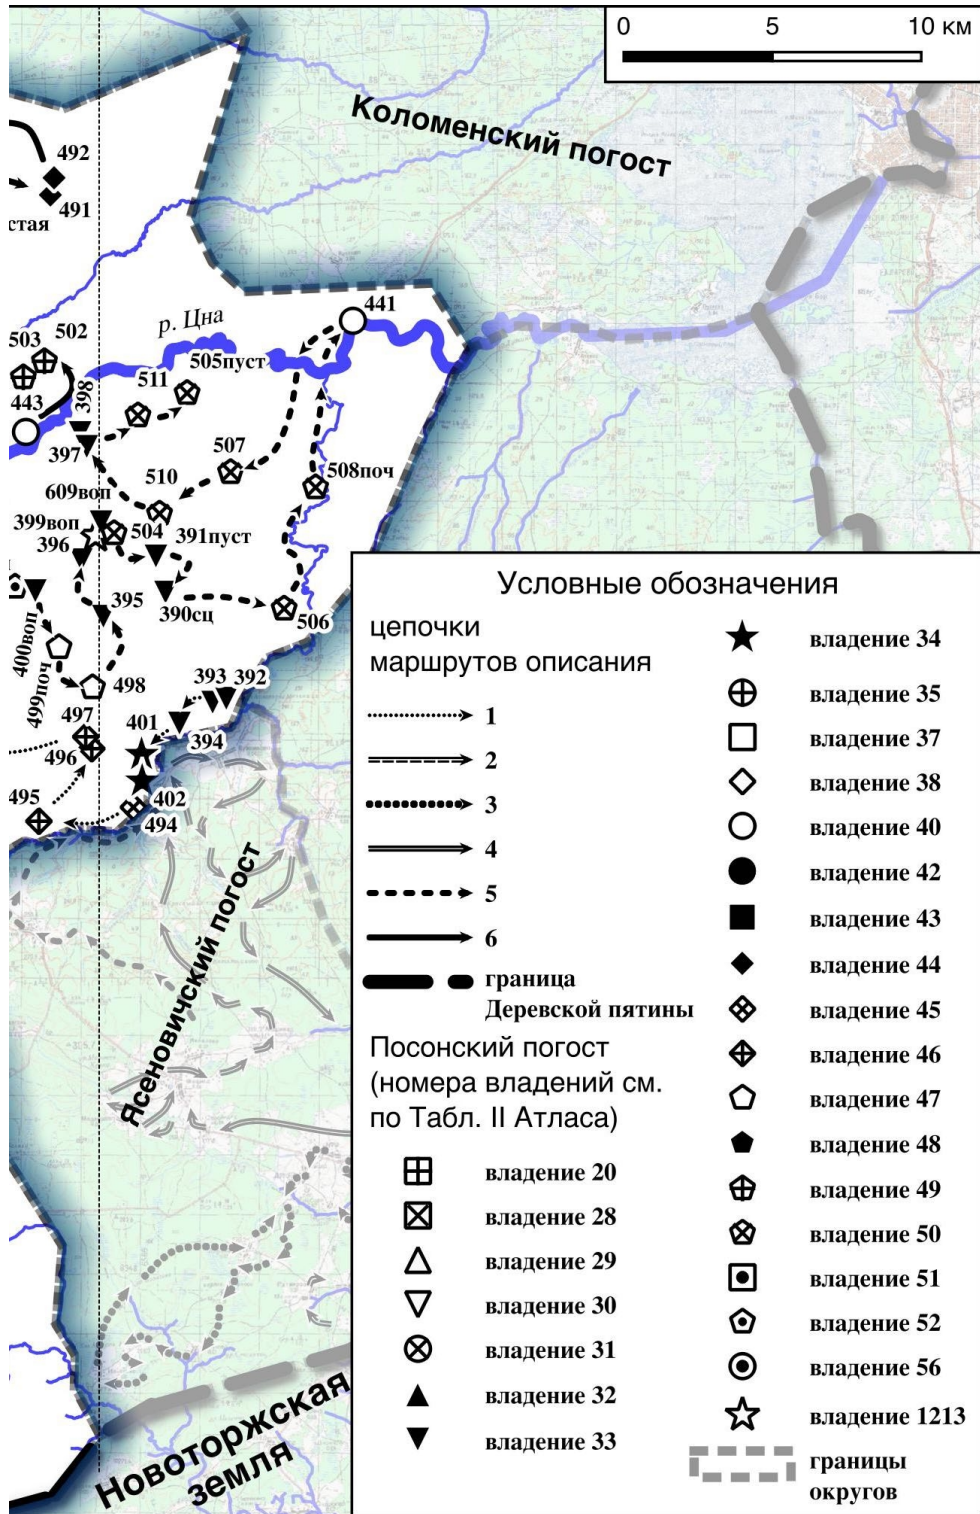 0 5 10 км
Коломенский погост
492
491
стая
441
р. Цна
503
502
505пуст
443
398
511
397
507
508поч
510
609воп
399воп
504
391пуст
396
395
390сц
506
400воп
499поч
498
393
392
497
401
496
394
495
402
494
Ясеновичский погост
Новоторжская
земля
Условные обозначения
цепочки
маршрутов описания
1
2
3
4
5
6
граница
Деревской пятины
Посонский погост
(номера владений см.
по Табл. II Атласа)
владение 20
владение 28
владение 29
владение 30
владение 31
владение 32
владение 33
владение 34
владение 35
владение 37
владение 38
владение 40
владение 42
владение 43
владение 44
владение 45
владение 46
владение 47
владение 48
владение 49
владение 50
владение 51
владение 52
владение 56
владение 1213
границы
округов